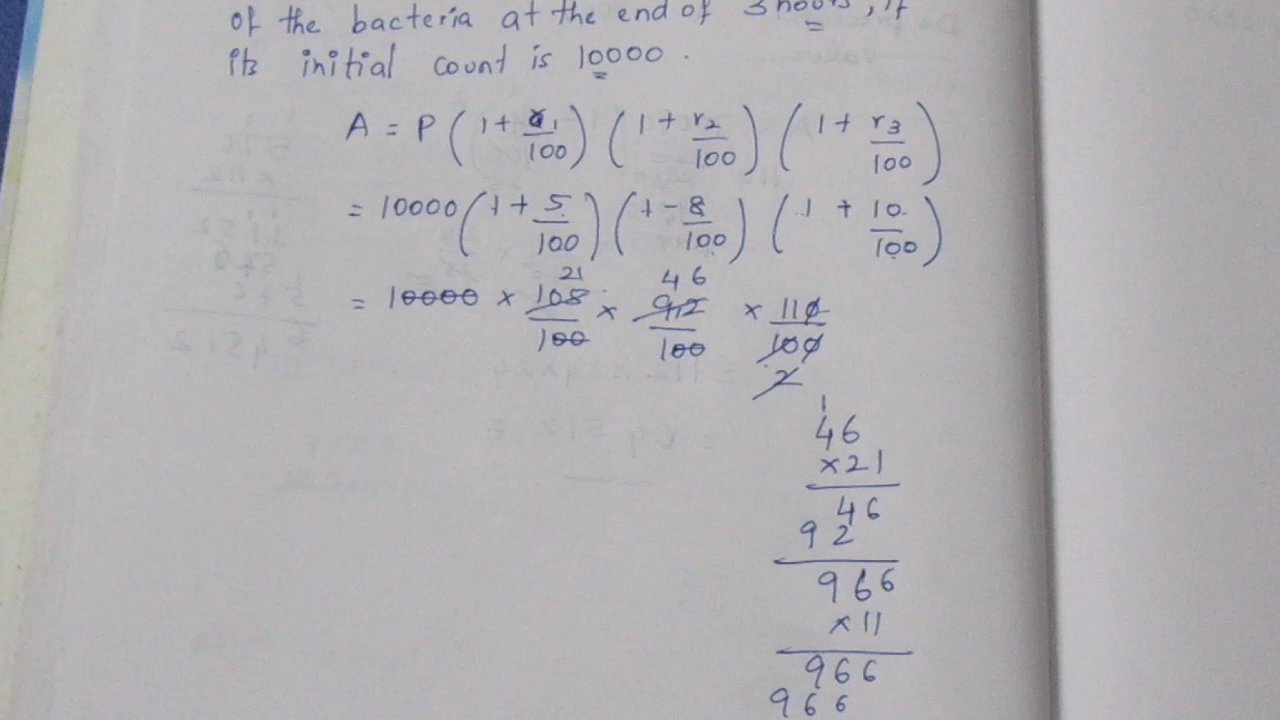 of the bacteria at the end of 3 hours, if
its initial count is 10000.
A = P (1 + r1/100) (1 + r2/100) (1 + r3/100)
= 10000 (1 + 5/100) (1 - 8/100) (1 + 10/100)
21 46
= 10000 × 105/100 × 92/100 × 110/100
2
1
46
×21
46
92
966
×11
966
966